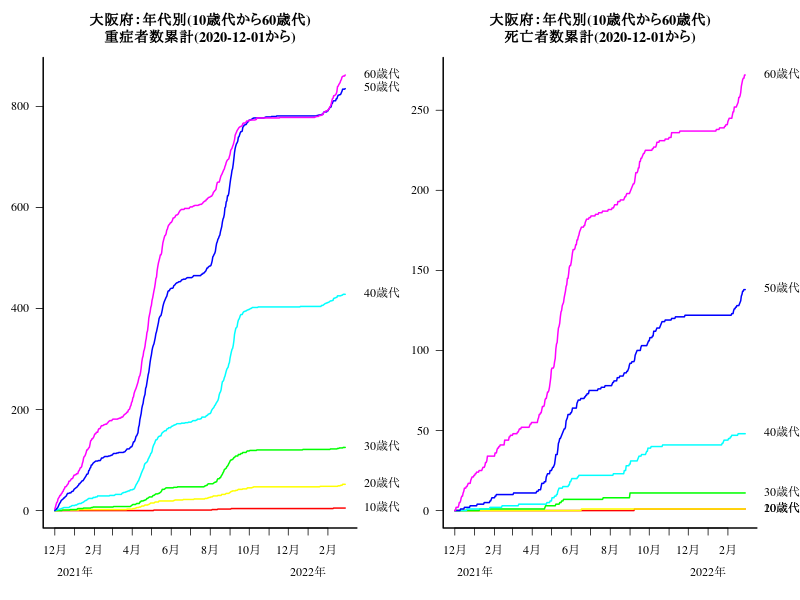 大阪府：年代別(10歳代から60歳代)
重症者数累計(2020-12-01から)
800
600
400
200
0
60歳代
50歳代
40歳代
30歳代
20歳代
10歳代
12月 2月 4月 6月 8月 10月 12月 2月
2021年 2022年
大阪府：年代別(10歳代から60歳代)
死亡者数累計(2020-12-01から)
250
200
150
100
50
0
60歳代
50歳代
40歳代
30歳代
12月 2月 4月 6月 8月 10月 12月 2月
2021年 2022年